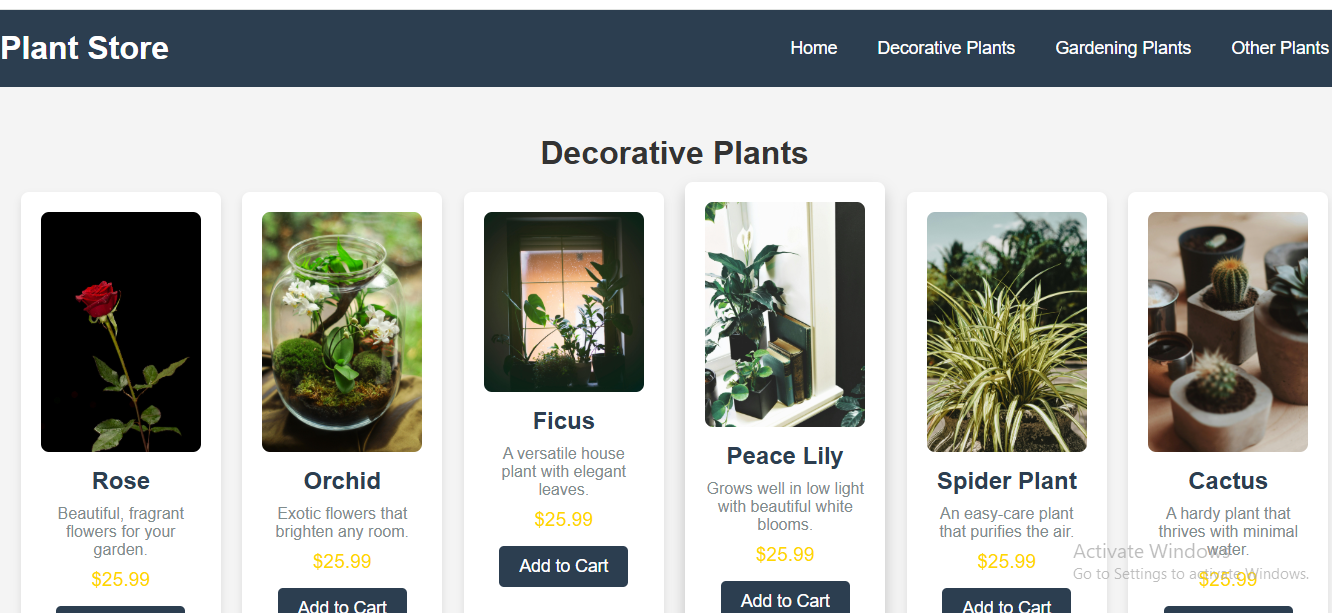 Plant Store
Home
Decorative Plants
Gardening Plants
Other Plants
Decorative Plants
Rose
Beautiful, fragrant
flowers for your
garden.
$25.99
Orchid
Exotic flowers that
brighten any room.
$25.99
Add to Cart
Ficus
A versatile house
plant with elegant
leaves.
$25.99
Add to Cart
Peace Lily
Grows well in low light
with beautiful white
blooms.
$25.99
Add to Cart
Spider Plant
An easy-care plant
that purifies the air.
$25.99
Add to Cart
Cactus
A hardy plant that
thrives with minimal
water.
$25.99
Activate Windows
Go to Settings to activate Windows.